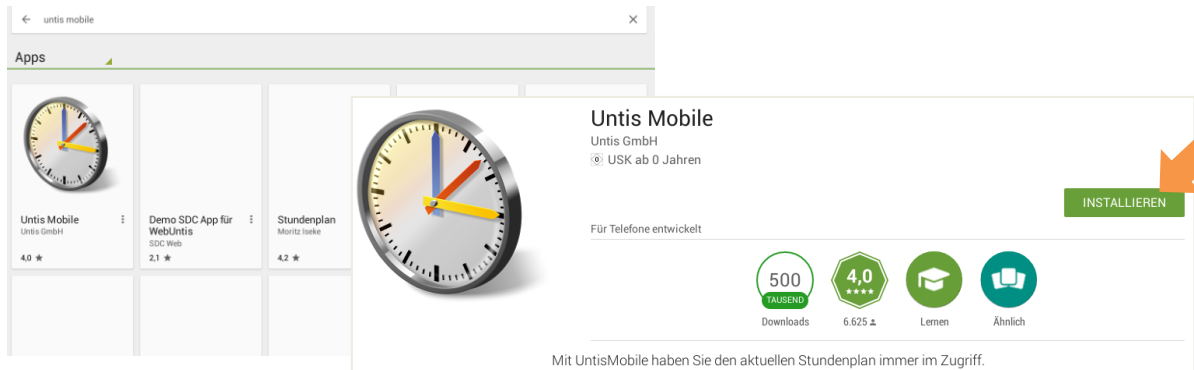 untis mobile
Apps
Untis Mobile
Untis GmbH
4,0 ★
Demo SDC App für
WebUntis
SDC Web
2,1 ★
Stundenplan
Moritz Iseke
4,2 ★
Untis Mobile
Untis GmbH
0 USK ab 0 Jahren
INSTALLIEREN
Für Telefone entwickelt
500
TAUSEND
Downloads
4,0
★★★★
6.625
Lernen
Ähnlich
Mit UntisMobile haben Sie den aktuellen Stundenplan immer im Zugriff.